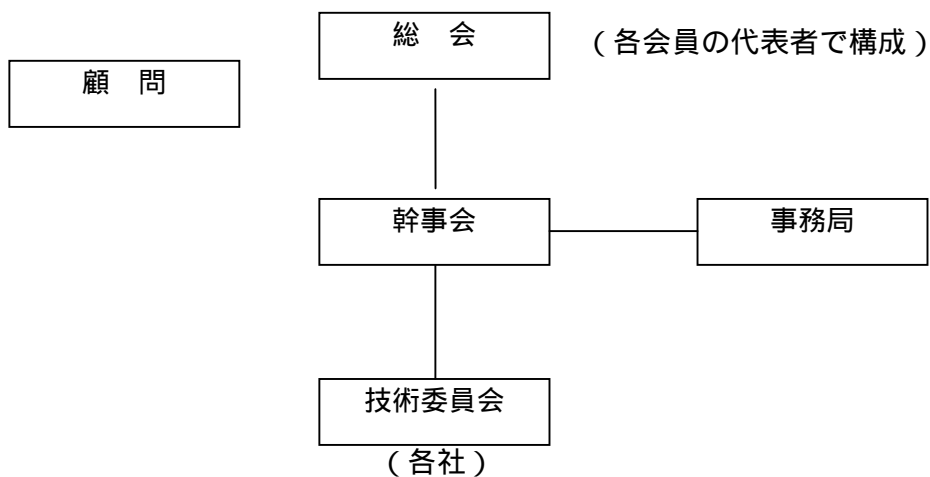 総　会
（各会員の代表者で構成）
顧　問
幹事会
事務局
技術委員会
（各社）